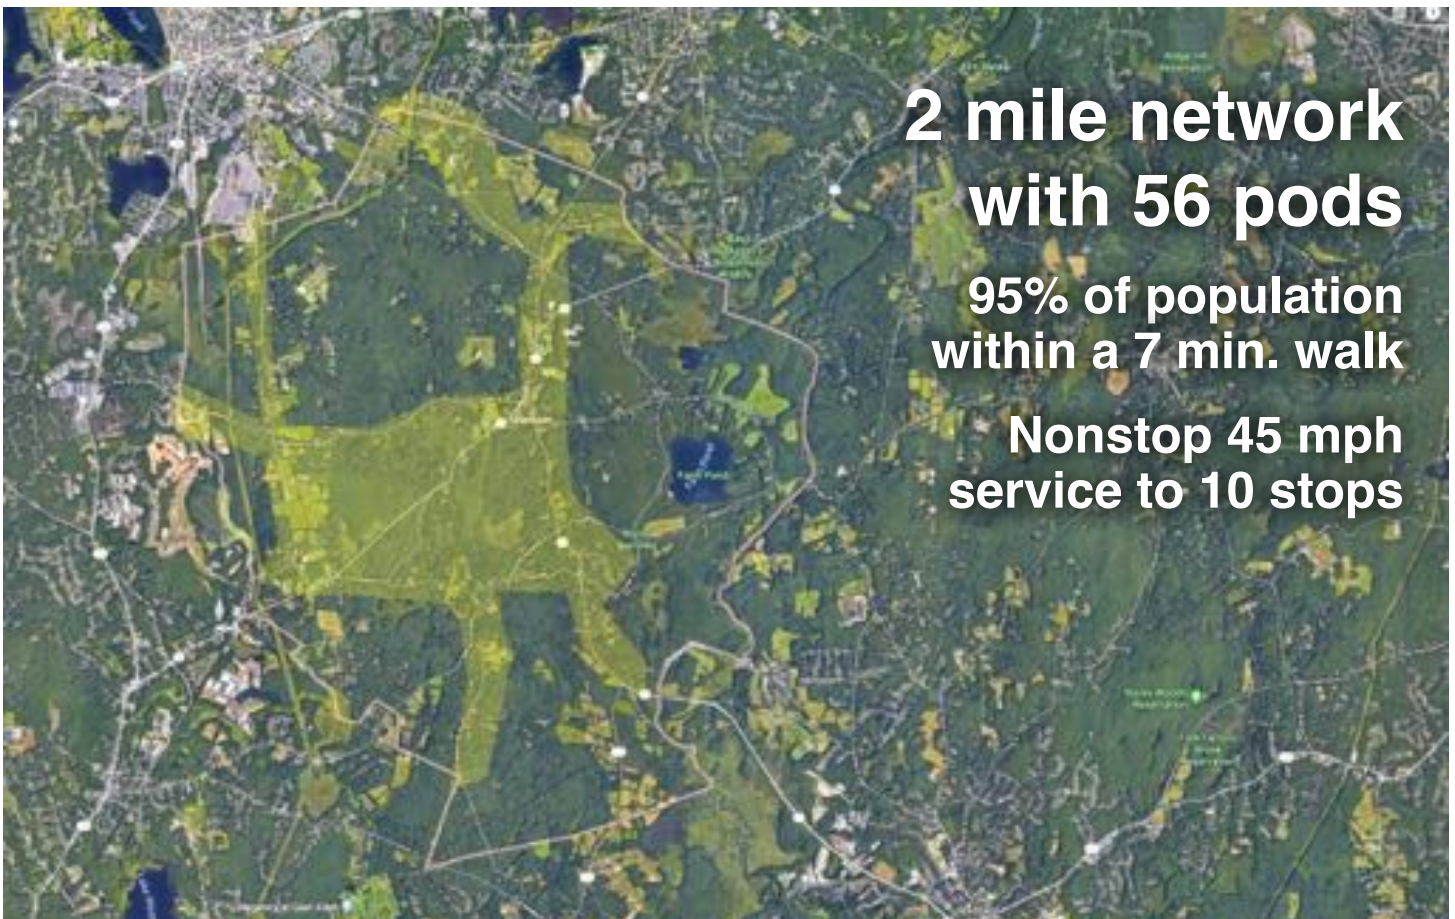 2 mile network
with 56 pods
95% of population
within a 7 min. walk
Nonstop 45 mph
service to 10 stops